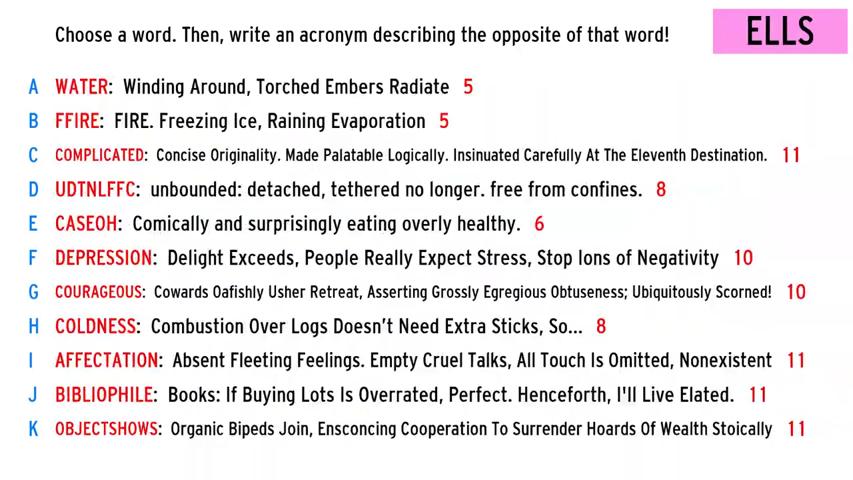 Choose a word. Then, write an acronym describing the opposite of that word!
ELLS
A WATER: Winding Around, Torched Embers Radiate 5
B FFIRE: FIRE. Freezing Ice, Raining Evaporation 5
C COMPLICATED: Concise Originality. Made Palatable Logically. Insinuated Carefully At The Eleventh Destination. 11
D UDTNLFFC: unbounded: detached, tethered no longer. free from confines. 8
E CASEOH: Comically and surprisingly eating overly healthy. 6
F DEPRESSION: Delight Exceeds, People Really Expect Stress, Stop Ions of Negativity 10
G COURAGEOUS: Cowards Oafishly Usher Retreat, Asserting Grossly Egregious Obtuseness; Ubiquitously Scorned! 10
H COLDNESS: Combustion Over Logs Doesn't Need Extra Sticks, So... 8
I AFFECTATION: Absent Fleeting Feelings. Empty Cruel Talks, All Touch Is Omitted, Nonexistent 11
J BIBLIOPHILE: Books: If Buying Lots Is Overrated, Perfect. Henceforth, I'll Live Elated. 11
K OBJECTSHOWS: Organic Bipeds Join, Ensconcing Cooperation To Surrender Hoards Of Wealth Stoically 11